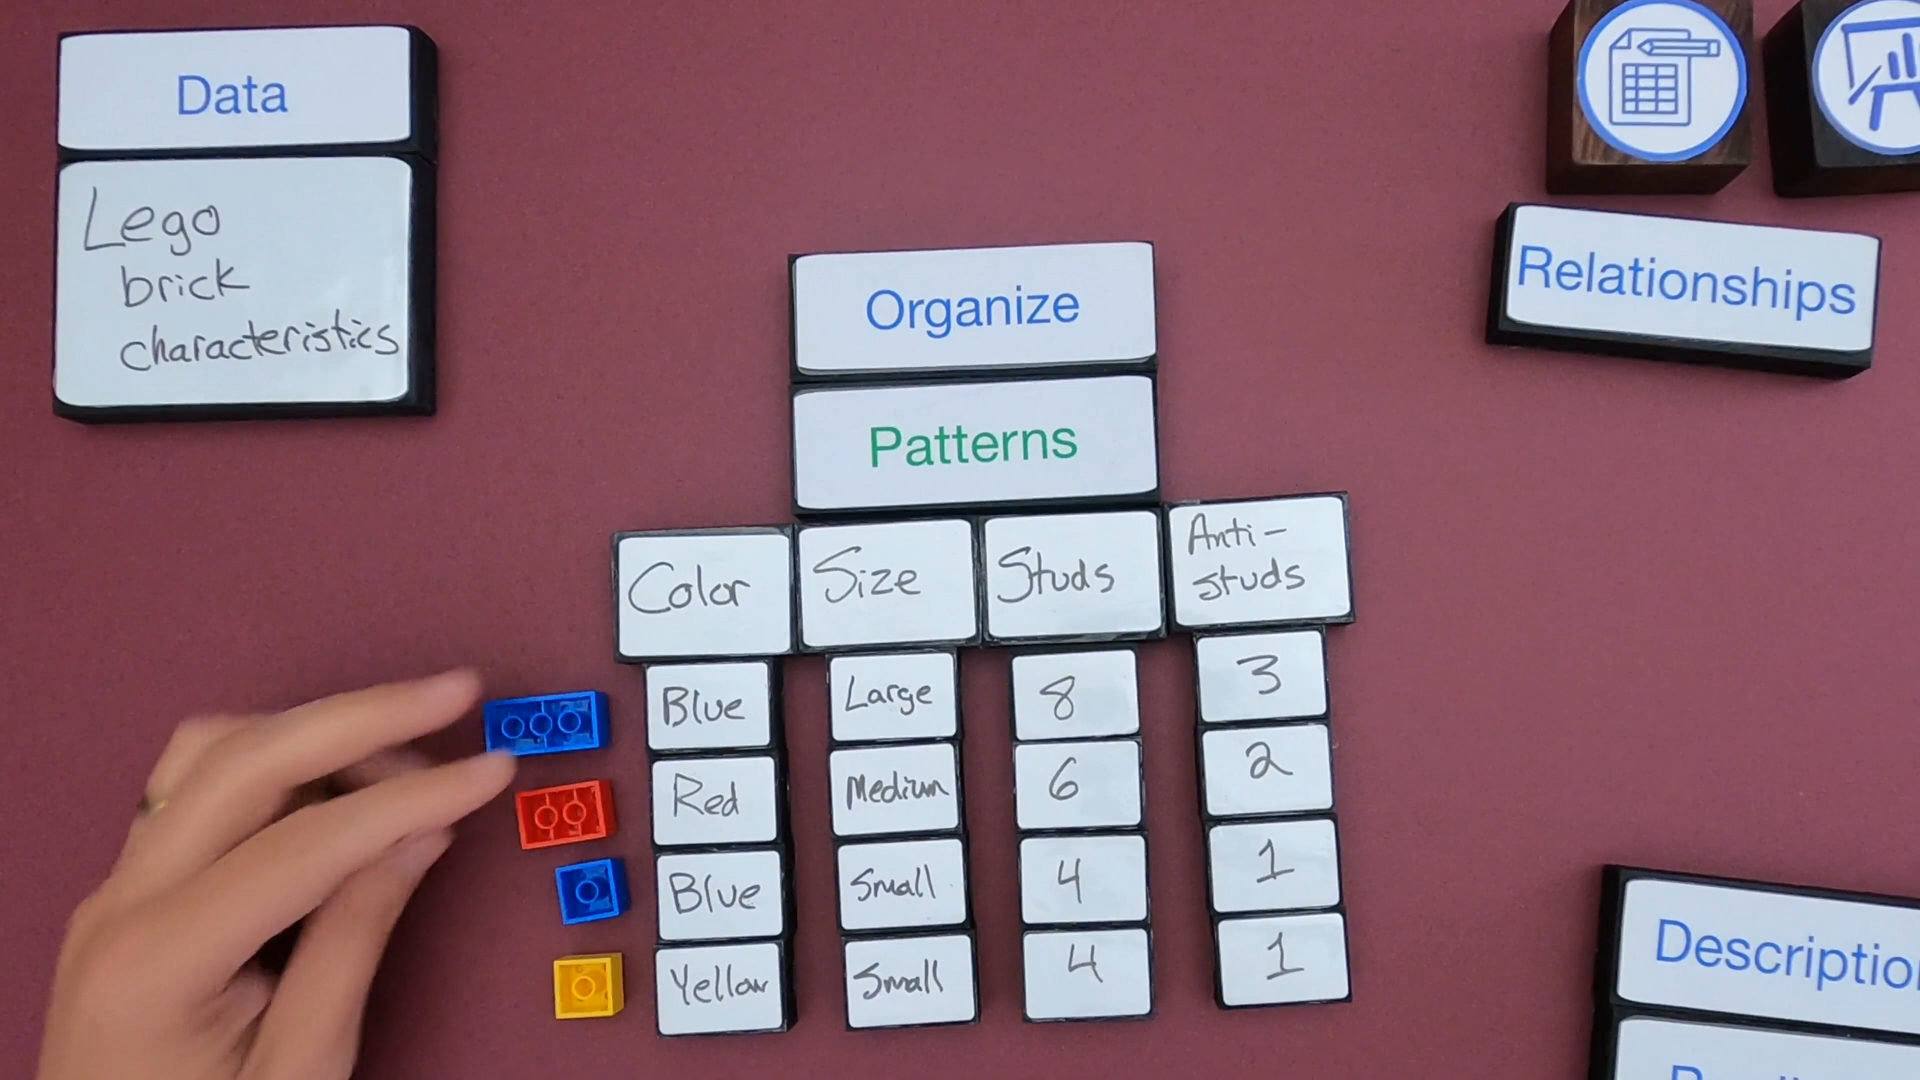 Data
Lego
brick
characteristics
Organize
Patterns
Relationships
Color Size Studs Anti-
studs
Blue Large 8 3
Red Medium 6 2
Blue Small 4 1
Yellow Small 4 1
Descriptio